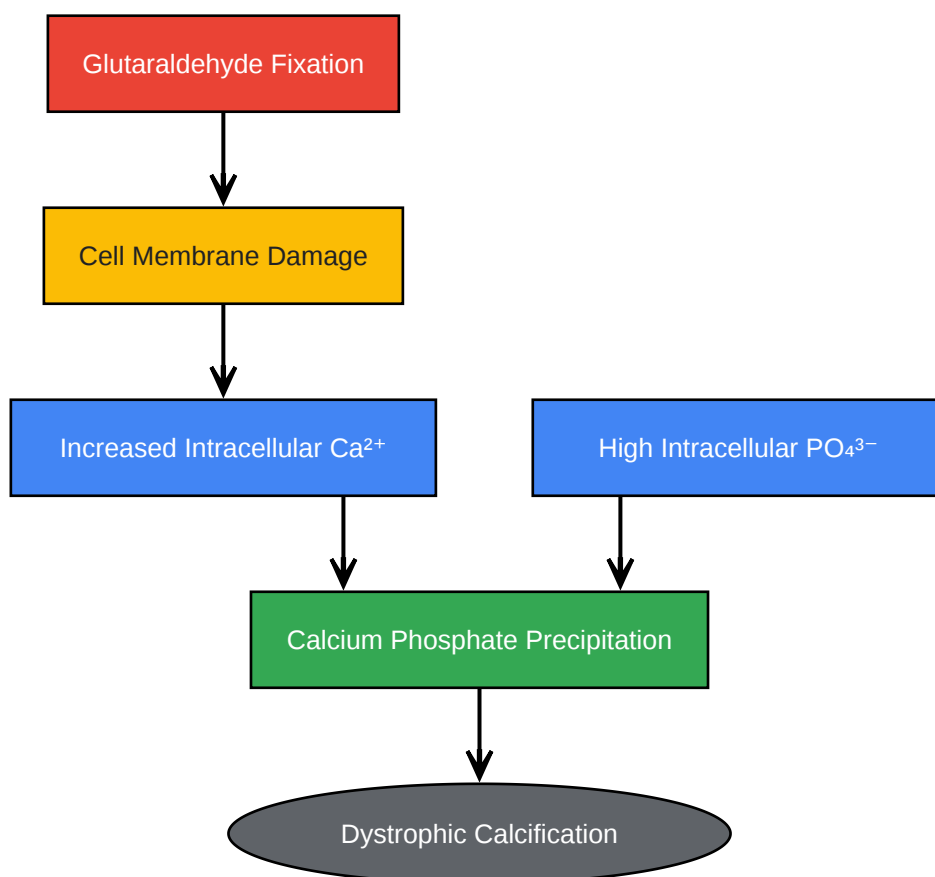 Glutaraldehyde Fixation
Cell Membrane Damage
Increased Intracellular Ca²⁺
High Intracellular PO₄³⁻
Calcium Phosphate Precipitation
Dystrophic Calcification